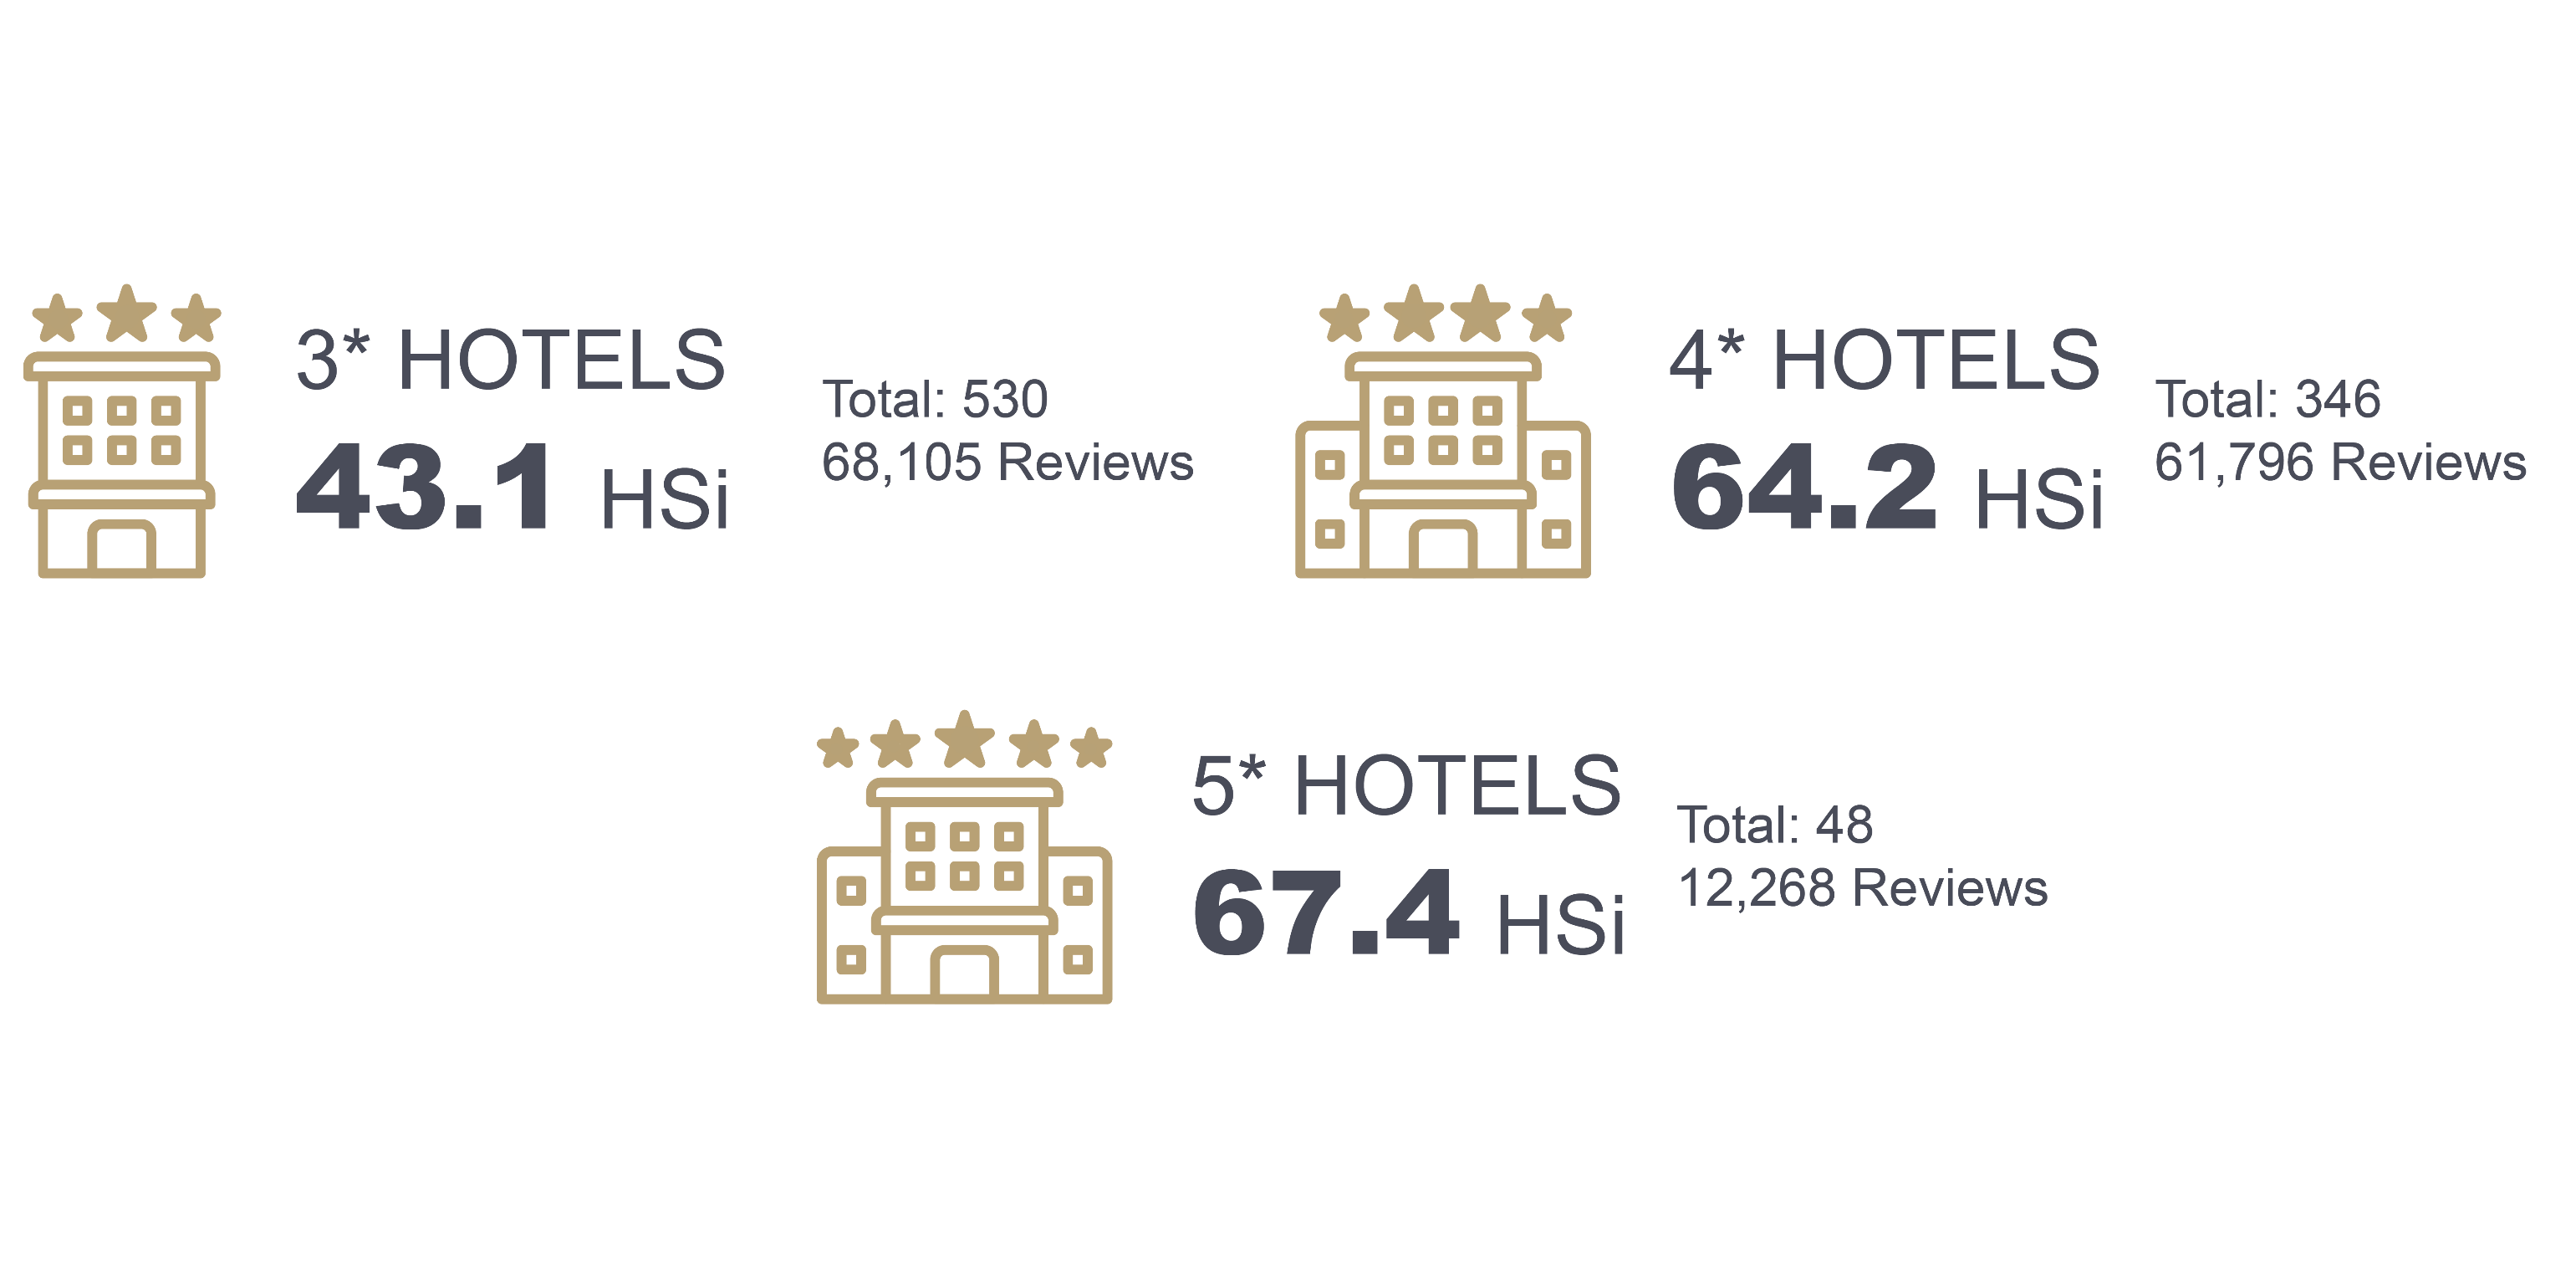 3* HOTELS
43.1 HSi
Total: 530
68,105 Reviews
4* HOTELS
64.2 HSi
Total: 346
61,796 Reviews
5* HOTELS
67.4 HSi
Total: 48
12,268 Reviews